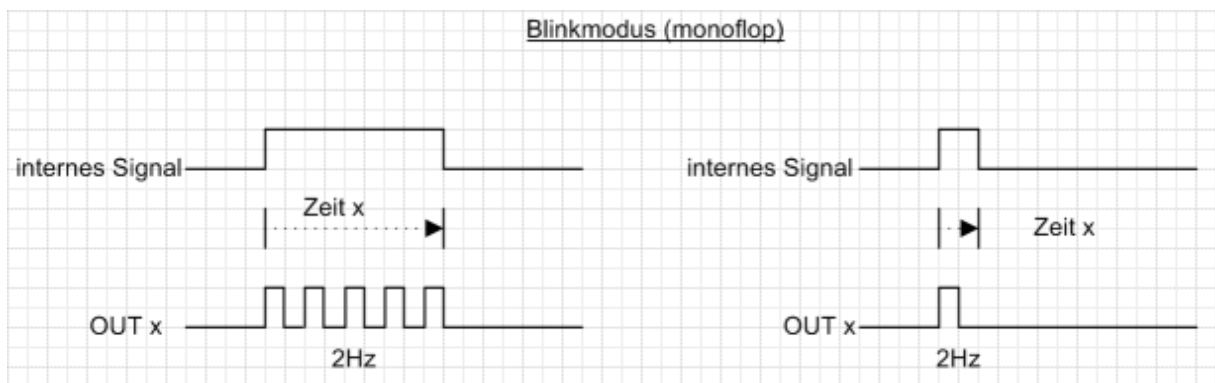 Blinkmodus (monoflop)
internes Signal
internes Signal
Zeit x
Zeit x
OUT x
OUT x
2Hz
2Hz